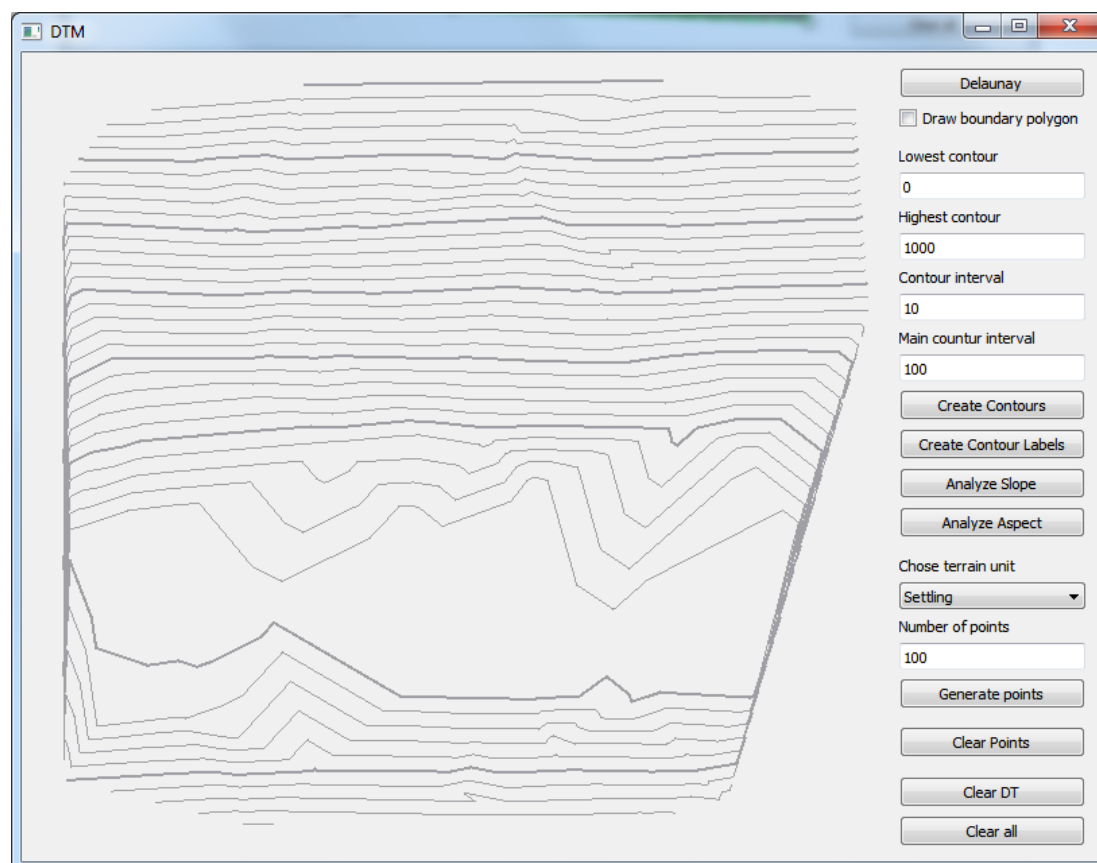 DTM
Delaunay
Draw boundary polygon
Lowest contour
0
Highest contour
1000
Contour interval
10
Main countur interval
100
Create Contours
Create Contour Labels
Analyze Slope
Analyze Aspect
Chose terrain unit
Settling
Number of points
100
Generate points
Clear Points
Clear DT
Clear all